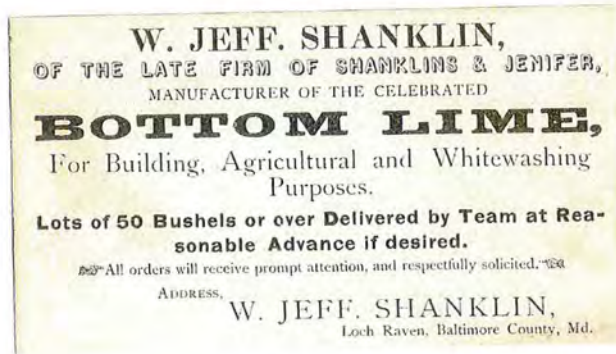 W. JEFF. SHANKLIN,
OF THE LATE FIRM OF SHANKLINS & JENIFER,
MANUFACTURER OF THE CELEBRATED
BOTTOM LIME,
For Building, Agricultural and Whitewashing
Purposes.
Lots of 50 Bushels or over Delivered by Team at Rea-
sonable Advance if desired.
All orders will receive prompt attention, and respectfully solicited.
ADDRESS,
W. JEFF. SHANKLIN,
Loch Raven, Baltimore County, Md.